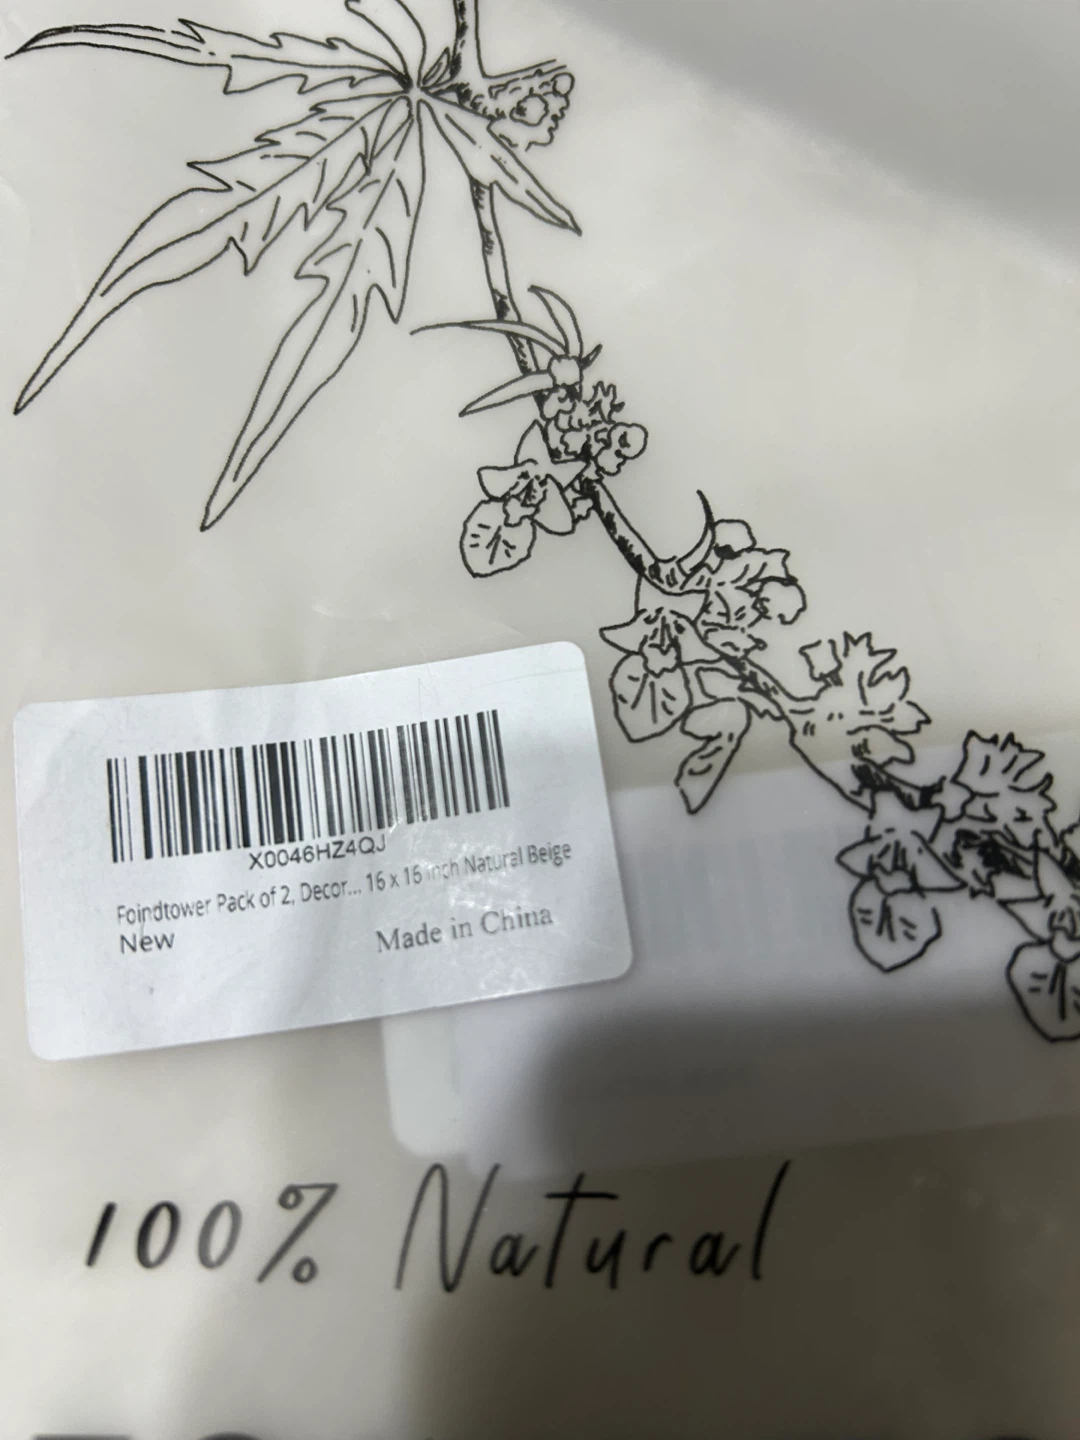 X0046HZ4QJ
Foindtower Pack of 2, Decor... 16 x 16 inch Natural Beige
New
Made in China
100% Natural